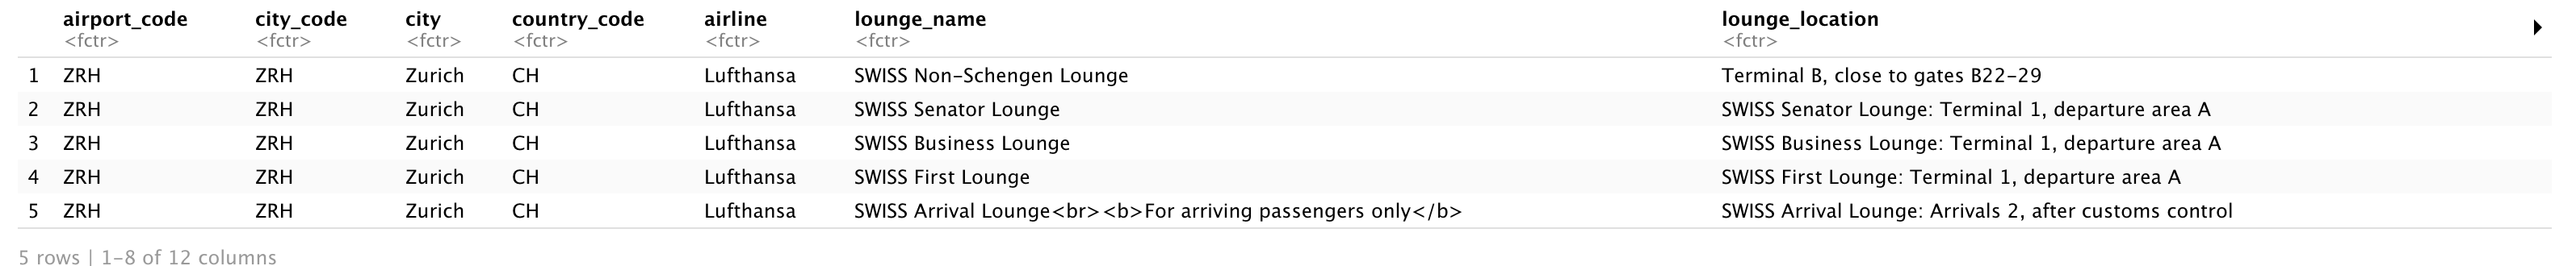 airport_code city_code city country_code airline lounge_name lounge_location
<fctr> <fctr> <fctr> <fctr> <fctr> <fctr> <fctr>
1 ZRH ZRH Zurich CH Lufthansa SWISS Non-Schengen Lounge Terminal B, close to gates B22-29
2 ZRH ZRH Zurich CH Lufthansa SWISS Senator Lounge SWISS Senator Lounge: Terminal 1, departure area A
3 ZRH ZRH Zurich CH Lufthansa SWISS Business Lounge SWISS Business Lounge: Terminal 1, departure area A
4 ZRH ZRH Zurich CH Lufthansa SWISS First Lounge SWISS First Lounge: Terminal 1, departure area A
5 ZRH ZRH Zurich CH Lufthansa SWISS Arrival Lounge<br><b>For arriving passengers only</b> SWISS Arrival Lounge: Arrivals 2, after customs control
5 rows | 1-8 of 12 columns